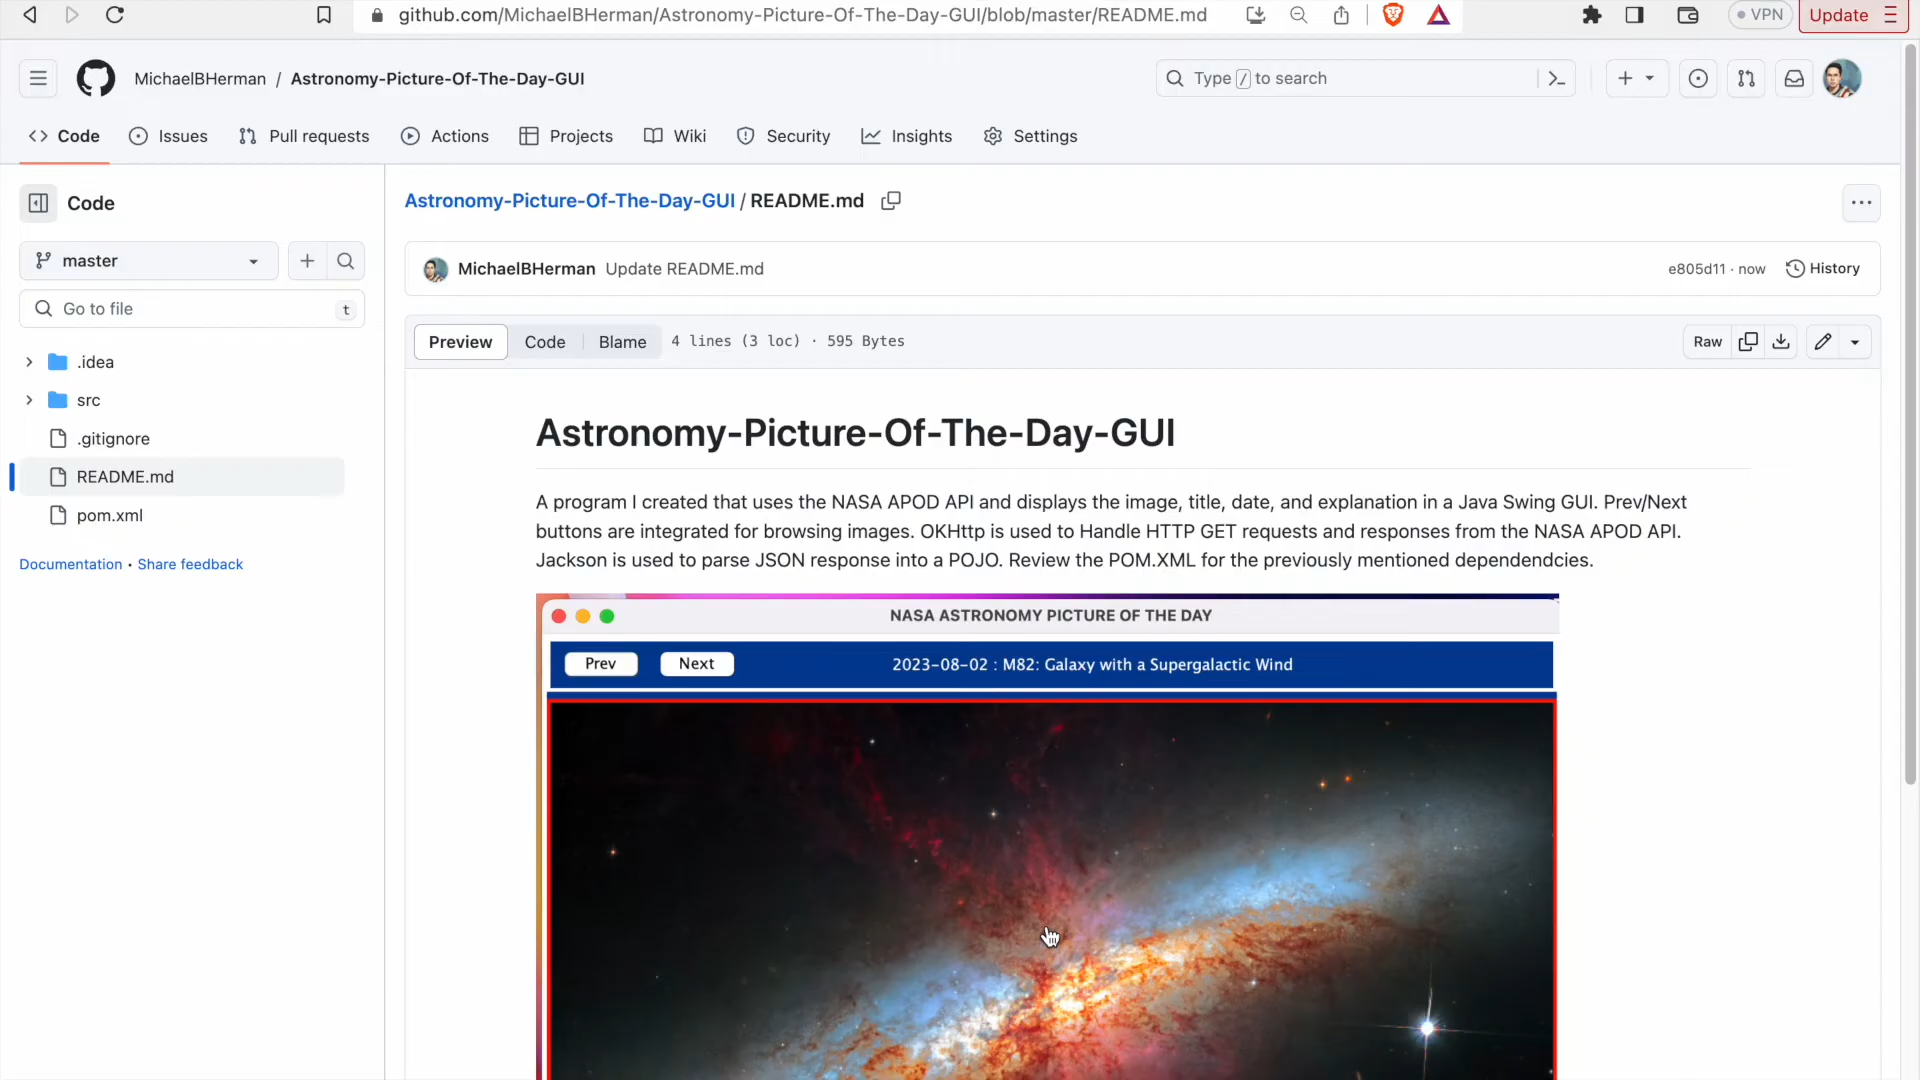 github.com/MichaelBHerman/Astronomy-Picture-Of-The-Day-GUI/blob/master/README.md
VPN
Update
MichaelBHerman / Astronomy-Picture-Of-The-Day-GUI
Type / to search
Code
Issues
Pull requests
Actions
Projects
Wiki
Security
Insights
Settings
Code
master
Go to file
t
.idea
src
.gitignore
README.md
pom.xml
Documentation • Share feedback
Astronomy-Picture-Of-The-Day-GUI / README.md
MichaelBHerman Update README.md
e805d11 · now
History
Preview
Code
Blame
4 lines (3 loc) · 595 Bytes
Raw
Astronomy-Picture-Of-The-Day-GUI
A program I created that uses the NASA APOD API and displays the image, title, date, and explanation in a Java Swing GUI. Prev/Next
buttons are integrated for browsing images. OKHttp is used to Handle HTTP GET requests and responses from the NASA APOD API.
Jackson is used to parse JSON response into a POJO. Review the POM.XML for the previously mentioned dependendcies.
NASA ASTRONOMY PICTURE OF THE DAY
Prev
Next
2023-08-02 : M82: Galaxy with a Supergalactic Wind